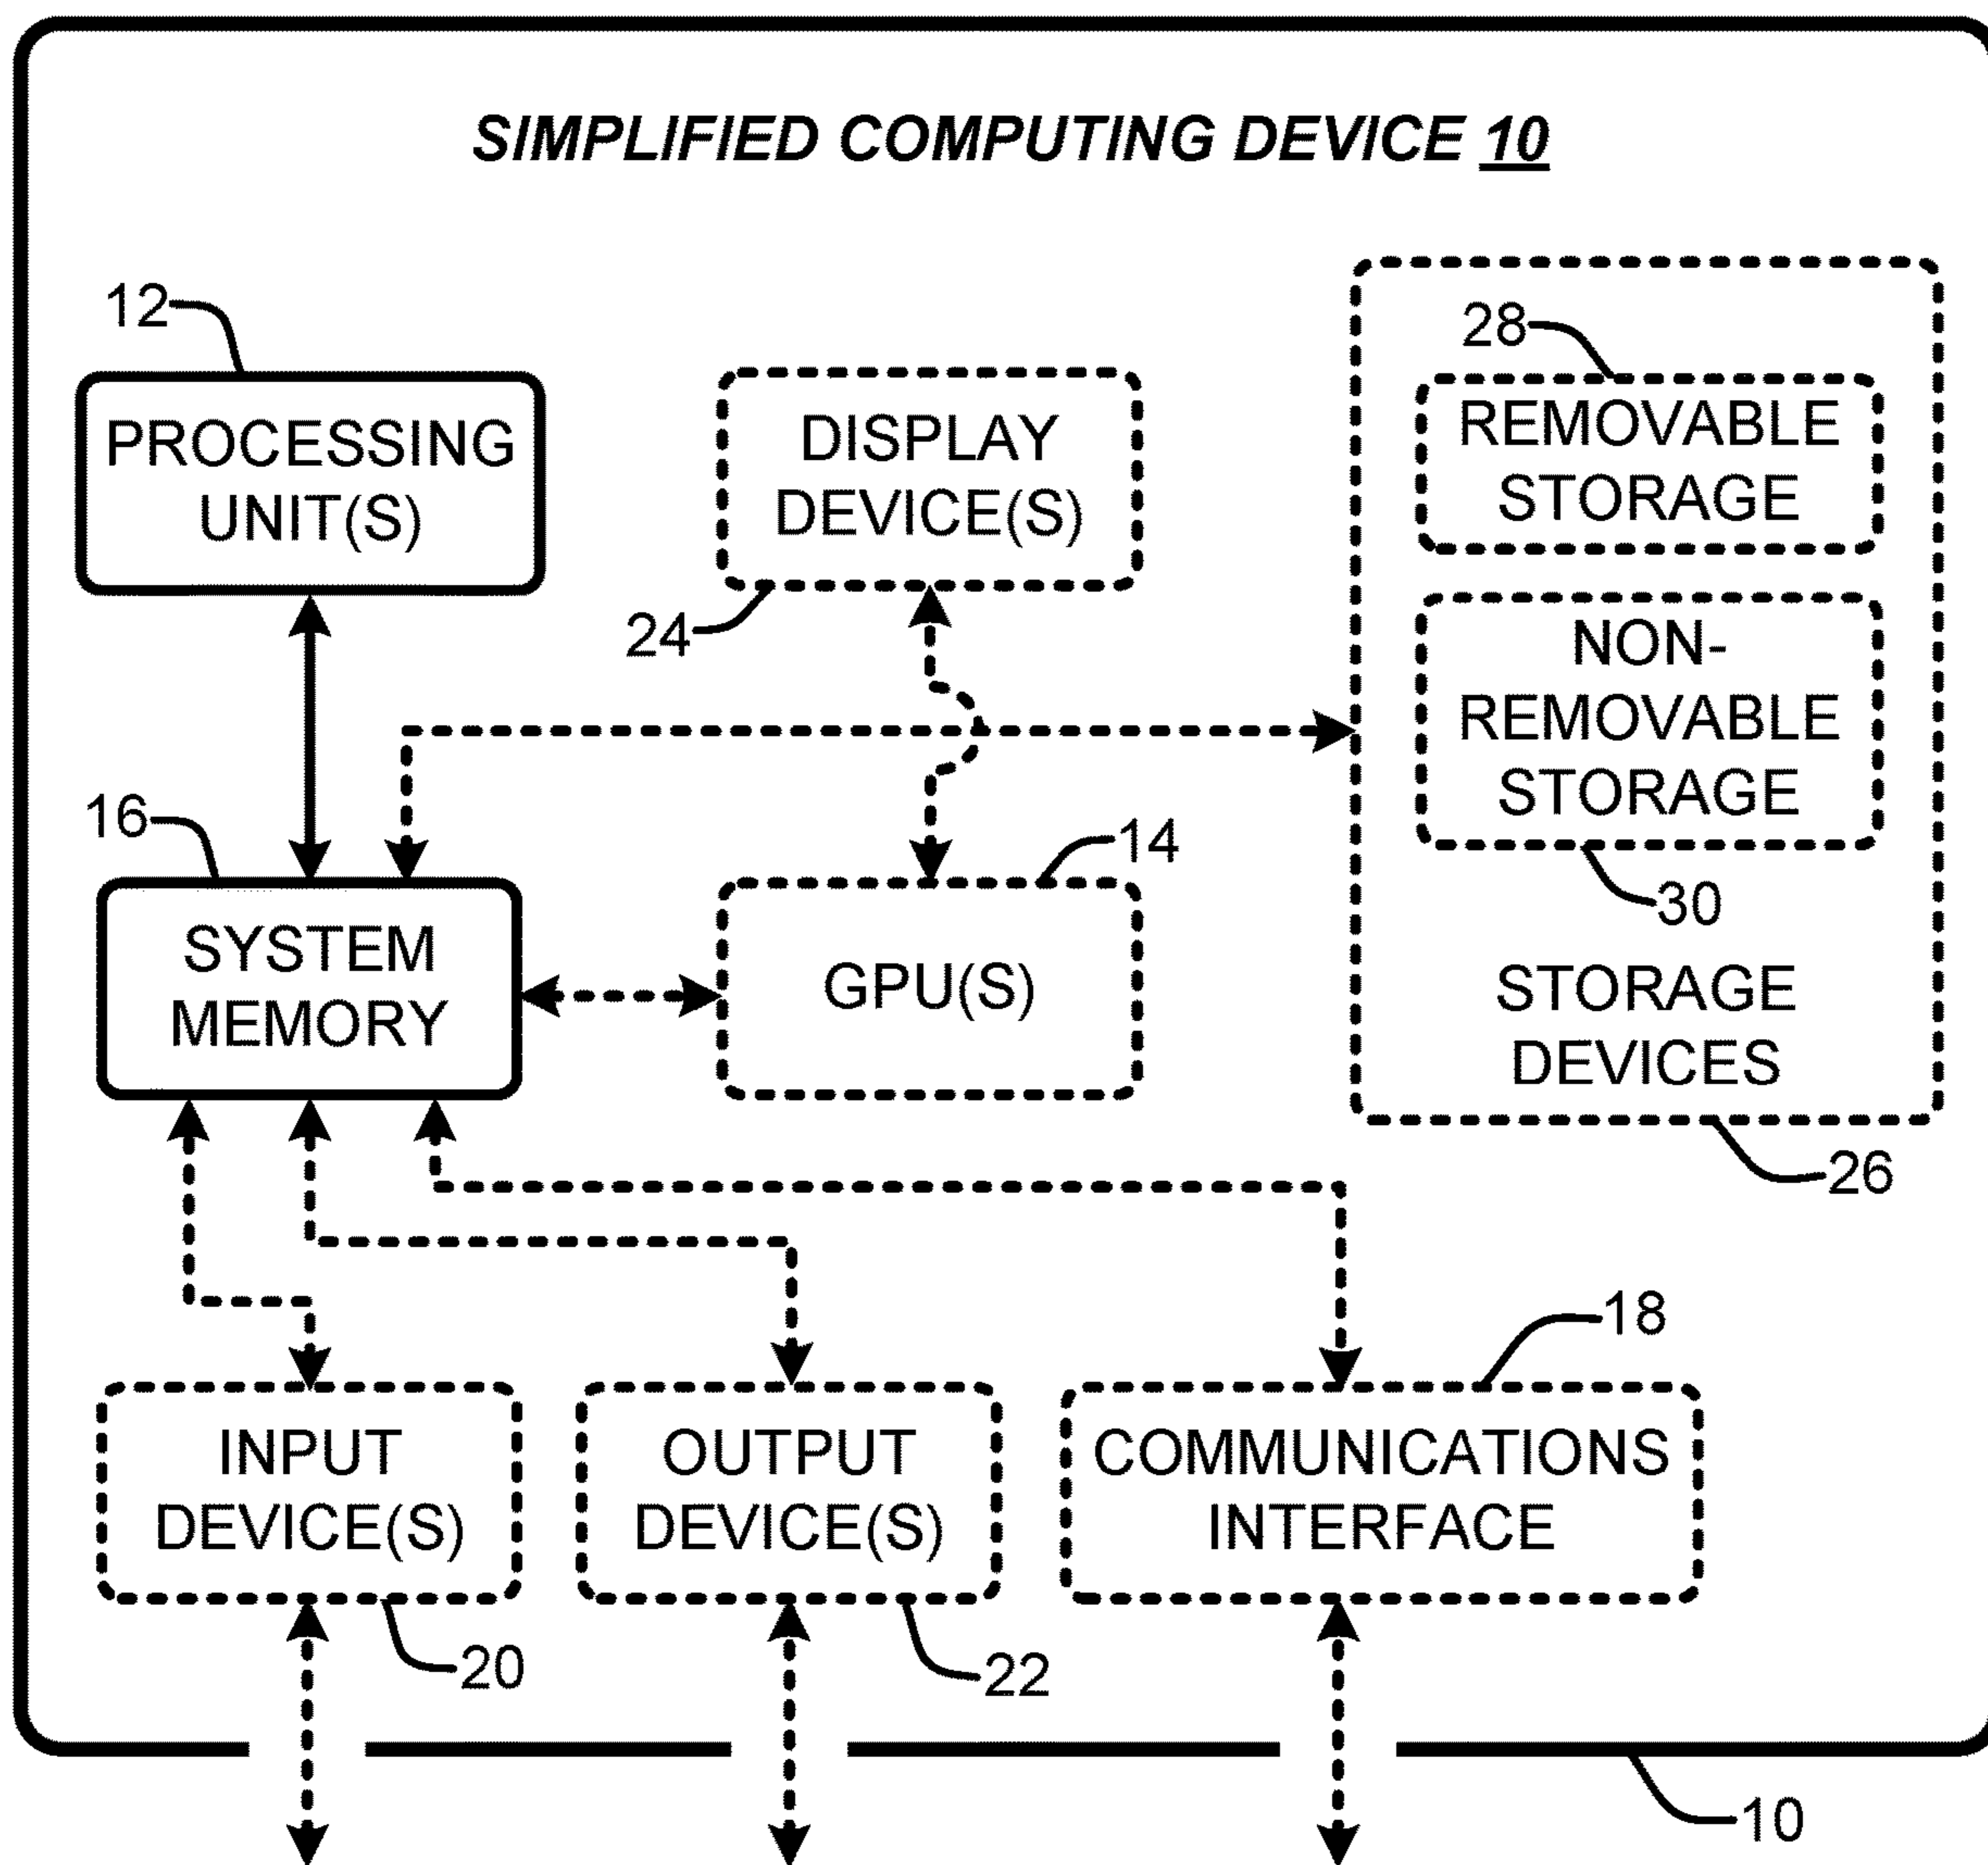 SIMPLIFIED COMPUTING DEVICE 10
12
PROCESSING
UNIT(S)
DISPLAY
DEVICE(S)
24
28
REMOVABLE
STORAGE
NON-
REMOVABLE
STORAGE
30
STORAGE
DEVICES
26
16
SYSTEM
MEMORY
14
GPU(S)
18
INPUT
DEVICE(S)
20
OUTPUT
DEVICE(S)
22
COMMUNICATIONS
INTERFACE
10